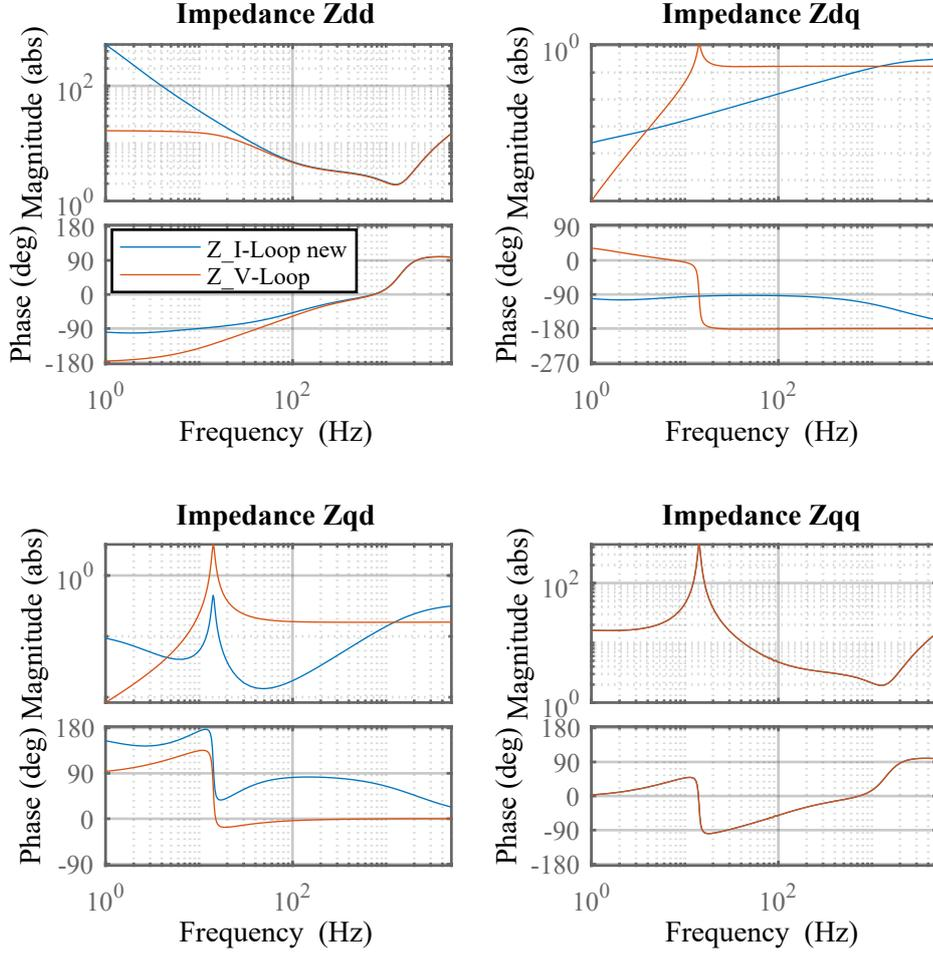 Impedance Zdd
Magnitude (abs)
10^2
10^0
Phase (deg)
180
90
0
-90
-180
Z_I-Loop new
Z_V-Loop
10^0
10^2
Frequency (Hz)
Impedance Zdq
Magnitude (abs)
10^0
Phase (deg)
90
0
-90
-180
-270
10^0
10^2
Frequency (Hz)
Impedance Zqd
Magnitude (abs)
10^0
Phase (deg)
180
90
0
-90
10^0
10^2
Frequency (Hz)
Impedance Zqq
Magnitude (abs)
10^2
10^0
Phase (deg)
180
90
0
-90
-180
10^0
10^2
Frequency (Hz)